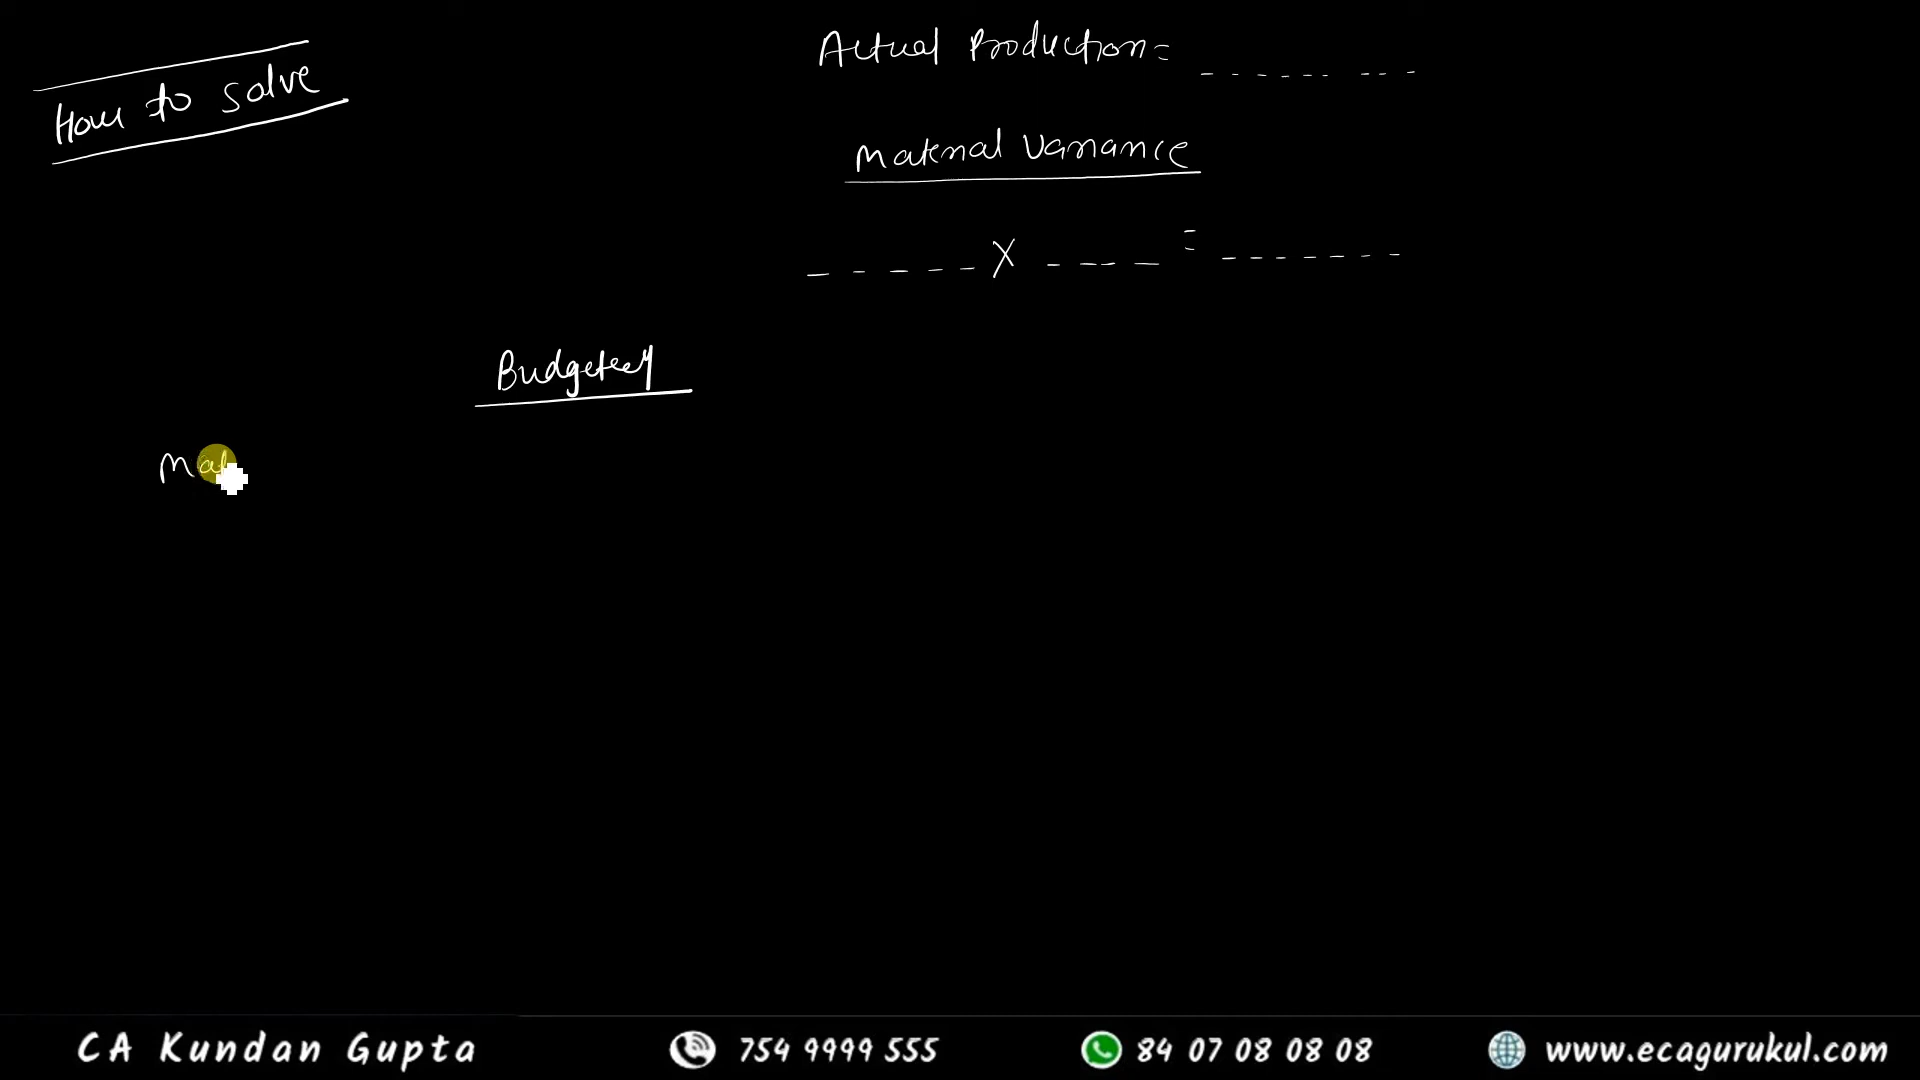 How to solve
Actual Production =
Material Variance
X =
Budgeted
Mat
CA Kundan Gupta 754 9999 555 84 07 08 08 08 www.ecagurukul.com